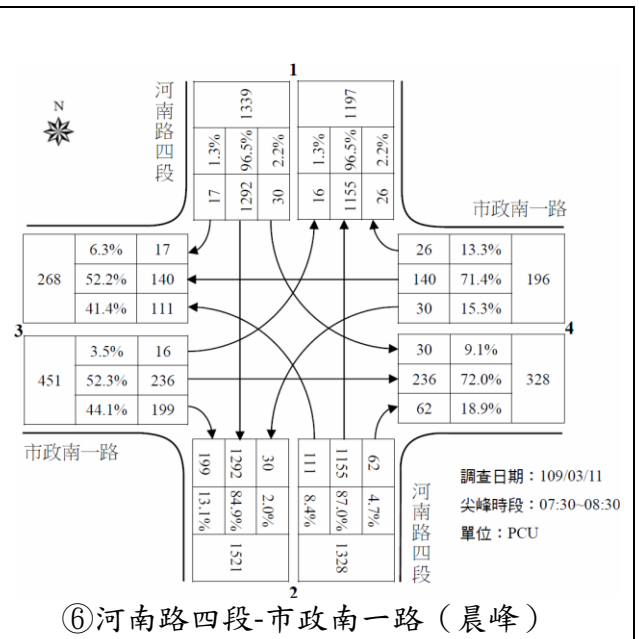 1
N
河南路四段
1339
1197
1.3% 96.5% 2.2%
1.3% 96.5% 2.2%
17 1292 30
16 1155 26
市政南一路
268
6.3% 17
52.2% 140
41.4% 111
26 13.3%
140 71.4%
30 15.3%
196
3
4
451
3.5% 16
52.3% 236
44.1% 199
30 9.1%
236 72.0%
62 18.9%
328
市政南一路
199 1292 30
111 1155 62
13.1% 84.9% 2.0%
8.4% 87.0% 4.7%
1521
1328
河南路四段
調查日期:109/03/11
尖峰時段:07:30~08:30
單位:PCU
2
⑥河南路四段-市政南一路(晨峰)